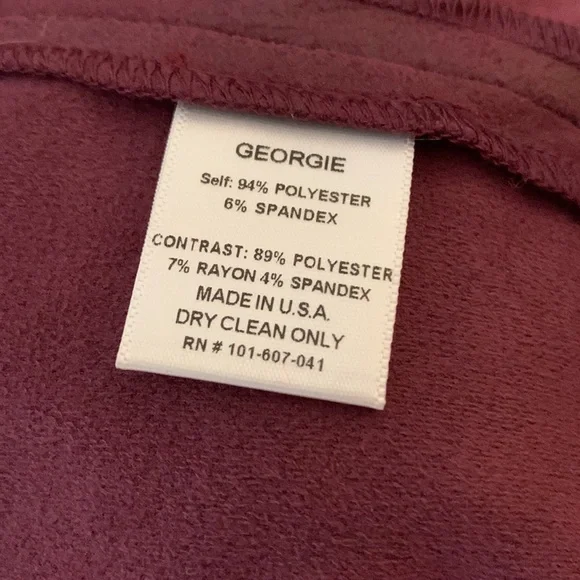 GEORGIE
Self: 94% POLYESTER
6% SPANDEX
CONTRAST: 89% POLYESTER
7% RAYON 4% SPANDEX
MADE IN U.S.A.
DRY CLEAN ONLY
RN # 101-607-041